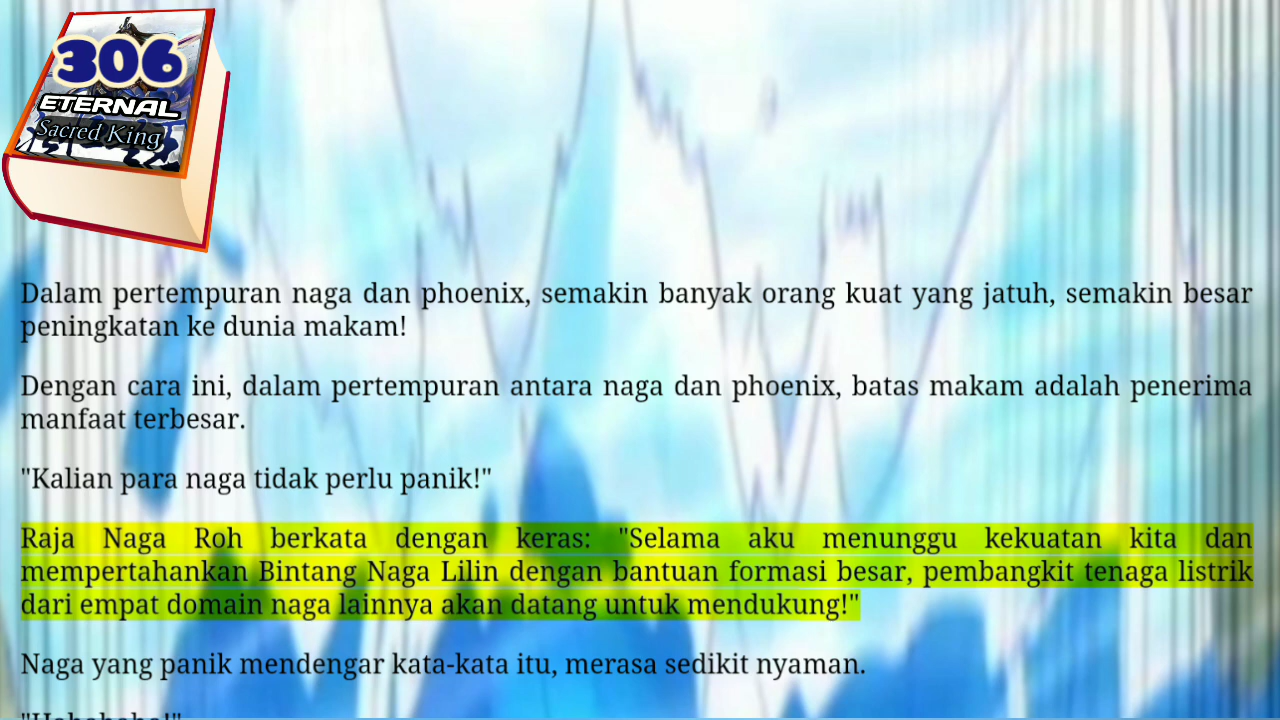 306
ETERNAL
Sacred King
Dalam pertempuran naga dan phoenix, semakin banyak orang kuat yang jatuh, semakin besar
peningkatan ke dunia makam!
Dengan cara ini, dalam pertempuran antara naga dan phoenix, batas makam adalah penerima
manfaat terbesar.
"Kalian para naga tidak perlu panik!"
Raja Naga Roh berkata dengan keras: "Selama aku menunggu kekuatan kita dan
mempertahankan Bintang Naga Lilin dengan bantuan formasi besar, pembangkit tenaga listrik
dari empat domain naga lainnya akan datang untuk mendukung!"
Naga yang panik mendengar kata-kata itu, merasa sedikit nyaman.